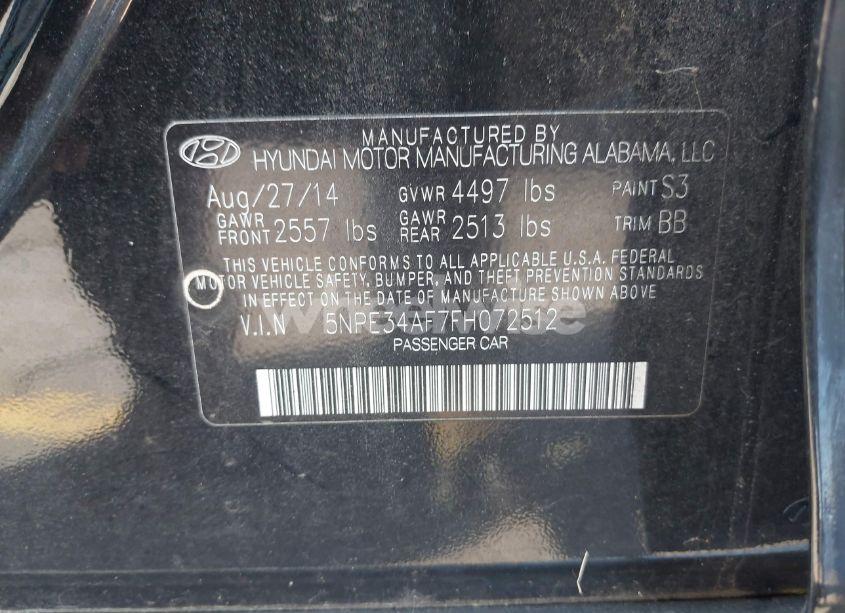 MANUFACTURED BY
HYUNDAI MOTOR MANUFACTURING ALABAMA, LLC
Aug/27/14 GVWR 4497 lbs PAINT S3
GAWR FRONT 2557 lbs GAWR REAR 2513 lbs TRIM BB
THIS VEHICLE CONFORMS TO ALL APPLICABLE U.S.A. FEDERAL
MOTOR VEHICLE SAFETY, BUMPER, AND THEFT PREVENTION STANDARDS
IN EFFECT ON THE DATE OF MANUFACTURE SHOWN ABOVE
V.I.N 5NPE34AF7FH072512
PASSENGER CAR